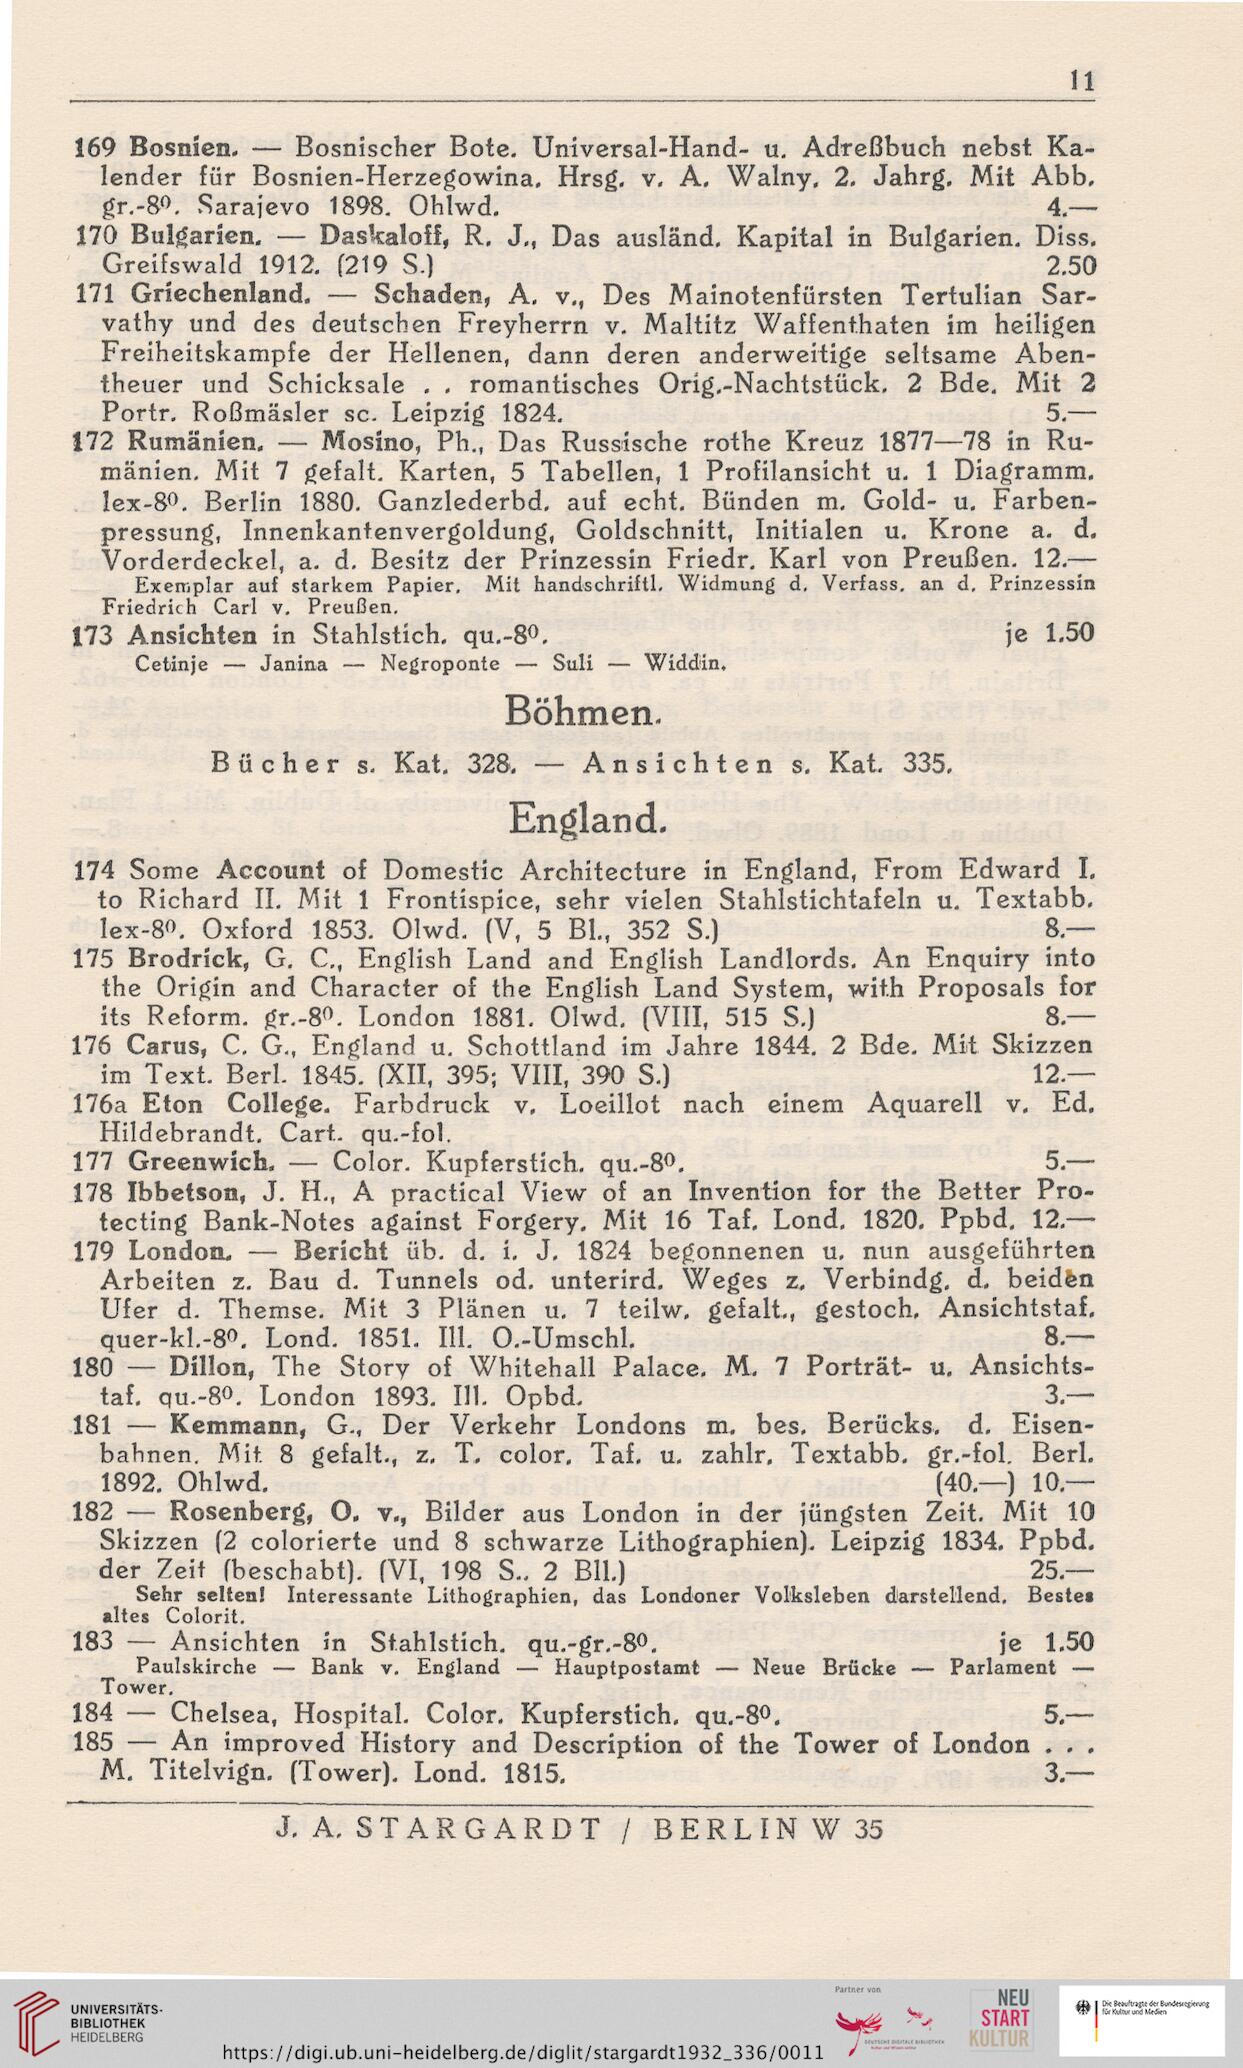 11
169 Bosnien. — Bosnischer Bote. Universal-Hand- u. Adreßbuch nebst Ka-
lender für Bosnien-Herzegowina. Hrsg. v. A. Walny. 2. Jahrg. Mit Abb.
gr.-8⁰. Sarajevo 1898. Ohlwd. 4.—
170 Bulgarien. — Daskaloff, R. J., Das ausländ. Kapital in Bulgarien. Diss.
Greifswald 1912. (219 S.) 2.50
171 Griechenland. — Schaden, A. v., Des Mainotenfürsten Tertulian Sar-
vathy und des deutschen Freyherrn v. Maltitz Waffenthaten im heiligen
Freiheitskampfe der Hellenen, dann deren anderweitige seltsame Aben-
theuer und Schicksale . . romantisches Orig.-Nachtstück. 2 Bde. Mit 2
Portr. Roßmäsler sc. Leipzig 1824. 5.—
172 Rumänien. — Mosino, Ph., Das Russische rothe Kreuz 1877—78 in Ru-
mänien. Mit 7 gefalt. Karten, 5 Tabellen, 1 Profilansicht u. 1 Diagramm.
lex-8⁰. Berlin 1880. Ganzlederbd. auf echt. Bünden m. Gold- u. Farben-
pressung, Innenkantenvergoldung, Goldschnitt, Initialen u. Krone a. d.
Vorderdeckel, a. d. Besitz der Prinzessin Friedr. Karl von Preußen. 12.—
Exemplar auf starkem Papier. Mit handschriftl. Widmung d. Verfass. an d. Prinzessin
Friedrich Carl v. Preußen.
173 Ansichten in Stahlstich. qu.-8⁰. je 1.50
Cetinje — Janina — Negroponte — Suli — Widdin.
Böhmen.
Bücher s. Kat. 328. — Ansichten s. Kat. 335.
England.
174 Some Account of Domestic Architecture in England, From Edward I.
to Richard II. Mit 1 Frontispice, sehr vielen Stahlstichtafeln u. Textabb.
lex-8⁰. Oxford 1853. Olwd. (V, 5 Bl., 352 S.) 8.—
175 Brodrick, G. C., English Land and English Landlords. An Enquiry into
the Origin and Character of the English Land System, with Proposals for
its Reform. gr.-8⁰. London 1881. Olwd. (VIII, 515 S.) 8.—
176 Carus, C. G., England u. Schottland im Jahre 1844. 2 Bde. Mit Skizzen
im Text. Berl. 1845. (XII, 395; VIII, 390 S.) 12.—
176a Eton College. Farbdruck v. Loeillot nach einem Aquarell v. Ed.
Hildebrandt. Cart. qu.-fol.
177 Greenwich. — Color. Kupferstich. qu.-8⁰. 5.—
178 Ibbetson, J. H., A practical View of an Invention for the Better Pro-
tecting Bank-Notes against Forgery. Mit 16 Taf. Lond. 1820. Ppbd. 12.—
179 London. — Bericht üb. d. i. J. 1824 begonnenen u. nun ausgeführten
Arbeiten z. Bau d. Tunnels od. unterird. Weges z. Verbindg. d. beiden
Ufer d. Themse. Mit 3 Plänen u. 7 teilw. gefalt., gestoch. Ansichtstaf.
quer-kl.-8⁰. Lond. 1851. Ill. O.-Umschl. 8.—
180 — Dillon, The Story of Whitehall Palace. M. 7 Porträt- u. Ansichts-
taf. qu.-8⁰. London 1893. Ill. Opbd. 3.—
181 — Kemmann, G., Der Verkehr Londons m. bes. Berücks. d. Eisen-
bahnen. Mit 8 gefalt., z. T. color. Taf. u. zahlr. Textabb. gr.-fol. Berl.
1892. Ohlwd. (40.—) 10.—
182 — Rosenberg, O. v., Bilder aus London in der jüngsten Zeit. Mit 10
Skizzen (2 colorierte und 8 schwarze Lithographien). Leipzig 1834. Ppbd.
der Zeit (beschabt). (VI, 198 S.. 2 Bll.) 25.—
Sehr selten! Interessante Lithographien, das Londoner Volksleben darstellend. Bestes
altes Colorit.
183 — Ansichten in Stahlstich. qu.-gr.-8⁰. je 1.50
Paulskirche — Bank v. England — Hauptpostamt — Neue Brücke — Parlament —
Tower.
184 — Chelsea, Hospital. Color. Kupferstich. qu.-8⁰. 5.—
185 — An improved History and Description of the Tower of London . . .
M. Titelvign. (Tower). Lond. 1815. 3.—
J. A. STARGARDT / BERLIN W 35
UNIVERSITÄTS-
BIBLIOTHEK
HEIDELBERG
https://digi.ub.uni-heidelberg.de/diglit/stargardt1932_336/0011
Partner von
DEUTSCHE DIGITALE BIBLIOTHEK
Kultur und Wissen online
NEU
START
KULTUR
Die Beauftragte der Bundesregierung
für Kultur und Medien